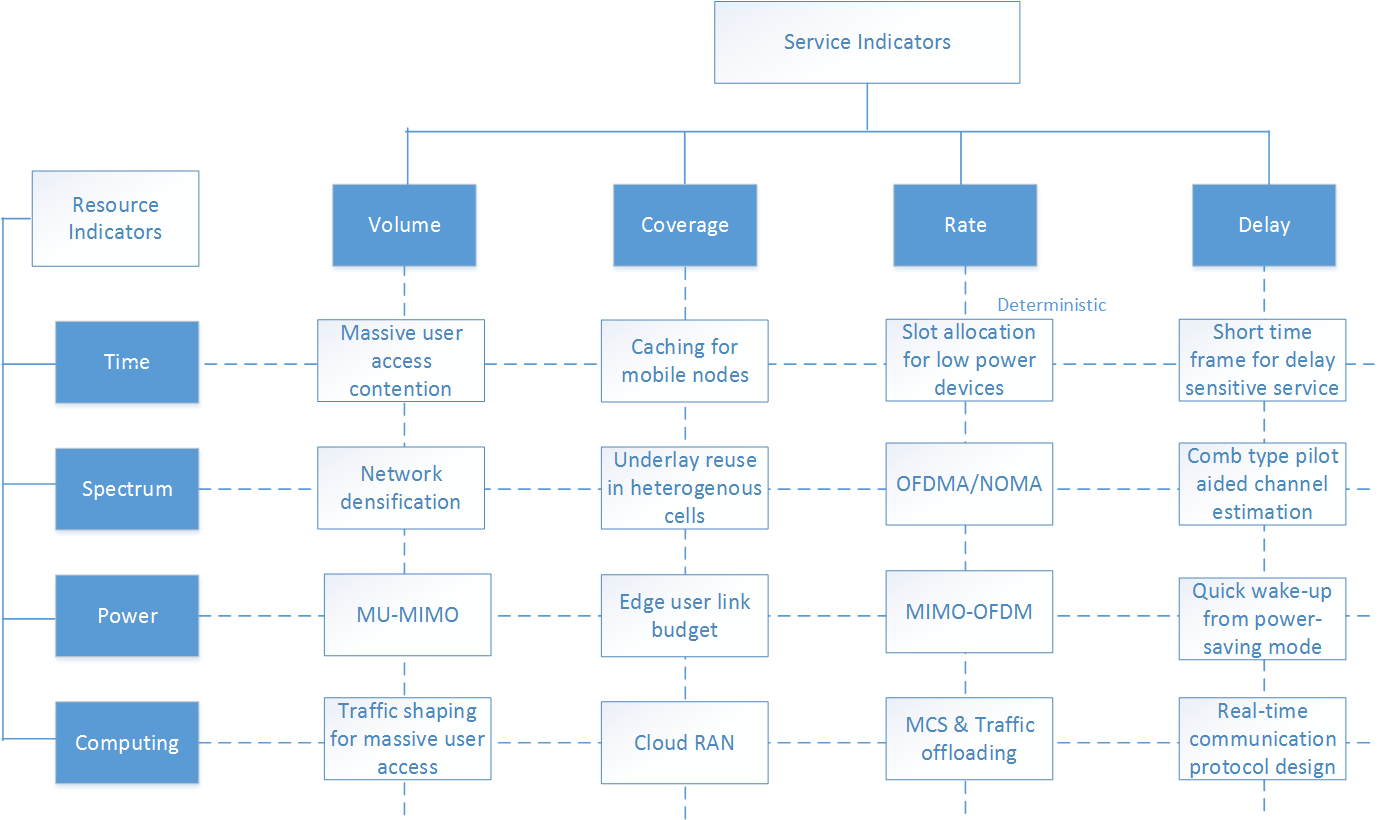 Service Indicators
Resource
Indicators
Volume
Coverage
Rate
Delay
Deterministic
Time
Massive user
access
contention
Caching for
mobile nodes
Slot allocation
for low power
devices
Short time
frame for delay
sensitive service
Spectrum
Network
densification
Underlay reuse
in heterogenous
cells
OFDMA/NOMA
Comb type pilot
aided channel
estimation
Power
MU-MIMO
Edge user link
budget
MIMO-OFDM
Quick wake-up
from power-
saving mode
Computing
Traffic shaping
for massive user
access
Cloud RAN
MCS & Traffic
offloading
Real-time
communication
protocol design